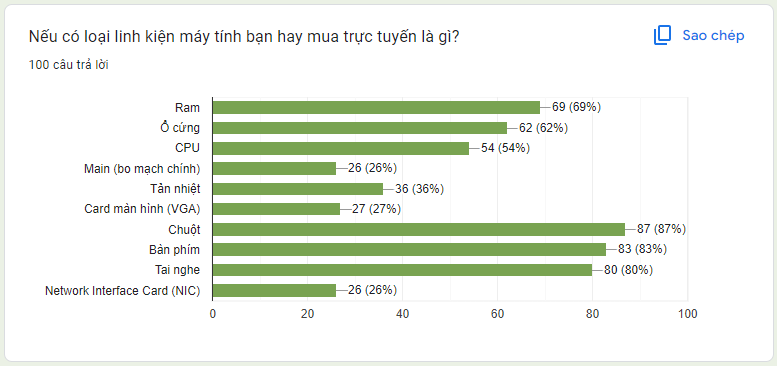 Nếu có loại linh kiện máy tính bạn hay mua trực tuyến là gì?
Sao chép
100 câu trả lời
Ram 69 (69%)
Ổ cứng 62 (62%)
CPU 54 (54%)
Main (bo mạch chính) 26 (26%)
Tản nhiệt 36 (36%)
Card màn hình (VGA) 27 (27%)
Chuột 87 (87%)
Bàn phím 83 (83%)
Tai nghe 80 (80%)
Network Interface Card (NIC) 26 (26%)
0 20 40 60 80 100